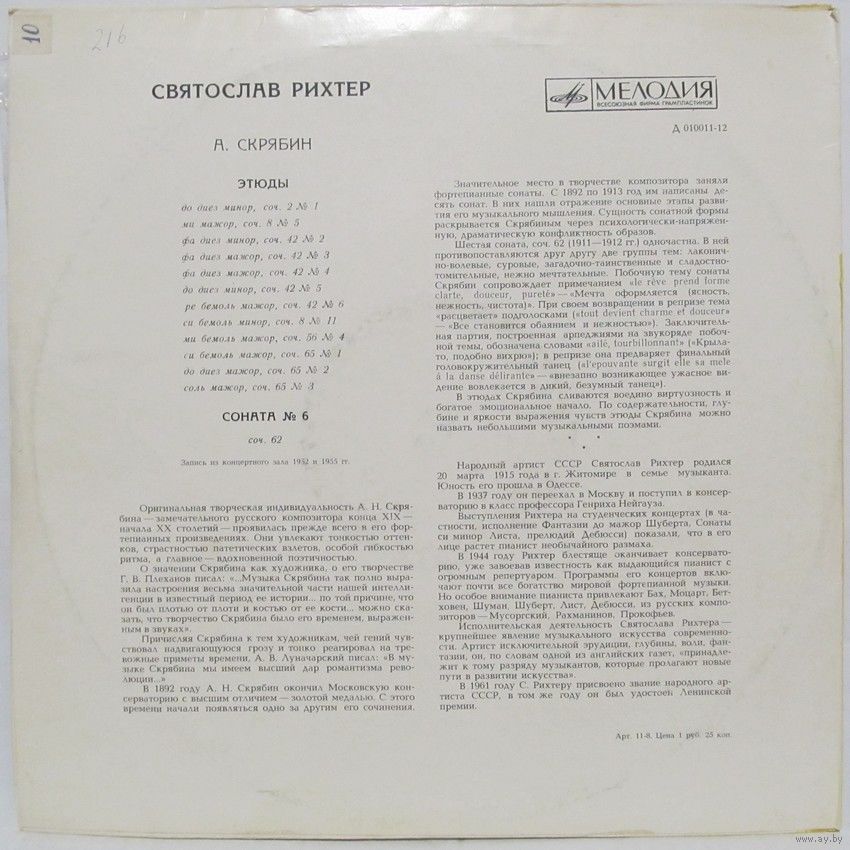 10
216
СВЯТОСЛАВ РИХТЕР
МЕЛОДИЯ
ВСЕСОЮЗНАЯ ФИРМА ГРАМПЛАСТИНОК
Д 010011-12
А. СКРЯБИН
ЭТЮДЫ
до диез минор, соч. 2 № 1
ми мажор, соч. 8 № 5
фа диез минор, соч. 42 № 2
фа диез мажор, соч. 42 № 3
фа диез мажор, соч. 42 № 4
до диез минор, соч. 42 № 5
ре бемоль мажор, соч. 42 № 6
си бемоль минор, соч. 8 № 11
ми бемоль мажор, соч. 56 № 4
си бемоль мажор, соч. 65 № 1
до диез мажор, соч. 65 № 2
соль мажор, соч. 65 № 3
СОНАТА № 6
соч. 62
Запись из концертного зала 1952 и 1955 гг.
Оригинальная творческая индивидуальность А. Н. Скря-
бина — замечательного русского композитора конца XIX —
начала XX столетий — проявилась прежде всего в его фор-
тепианных произведениях. Они увлекают тонкостью оттен-
ков, страстностью патетических взлетов, особой гибкостью
ритма, а главное — вдохновенной поэтичностью.
О значении Скрябина как художника, о его творчестве
Г. В. Плеханов писал: «...Музыка Скрябина так полно выра-
зила настроения весьма значительной части нашей интелли-
генции в известный период ее истории... по той причине, что
он был плотью от плоти и костью от ее кости... можно ска-
зать, что творчество Скрябина было его временем, выражен-
ным в звуках».
Причисляя Скрябина к тем художникам, чей гений чув-
ствовал надвигающуюся грозу и тонко реагировал на тре-
вожные приметы времени, А. В. Луначарский писал: «В му-
зыке Скрябина мы имеем высший дар романтизма рево-
люции...»
В 1892 году А. Н. Скрябин окончил Московскую кон-
серваторию с высшим отличием — золотой медалью. С этого
времени начали появляться одно за другим его сочинения.
Значительное место в творчестве композитора заняли
фортепианные сонаты. С 1892 по 1913 год им написаны де-
сять сонат. В них нашли отражение основные этапы разви-
тия его музыкального мышления. Сущность сонатной формы
раскрывается Скрябиным через психологически-напряжен-
ную, драматическую конфликтность образов.
Шестая соната, соч. 62 (1911—1912 гг.) одночастна. В ней
противопоставляются друг другу две группы тем: лаконич-
но-волевые, суровые, загадочно-таинственные и сладостно-
томительные, нежно мечтательные. Побочную тему сонаты
Скрябин сопровождает примечанием «le rêve prend forme
clarte, douceur, pureté» — «Мечта оформляется (ясность,
нежность, чистота)». При своем возвращении в репризе тема
«расцветает» подголосками («tout devient charme et douceur»
— «Все становится обаянием и нежностью»). Заключитель-
ная партия, построенная арпеджиями на звукоряде побоч-
ной темы, обозначена словами «ailé, tourbillonnant» («Крыла-
то, подобно вихрю»); в репризе она предваряет финальный
головокружительный танец («l'epouvante surgit elle sa mele
à la danse délirante» — «внезапно возникающее ужасное ви-
дение вовлекается в дикий, безумный танец»).
В этюдах Скрябина сливаются воедино виртуозность и
богатое эмоциональное начало. По содержательности, глу-
бине и яркости выражения чувств этюды Скрябина можно
назвать небольшими музыкальными поэмами.
* * *
Народный артист СССР Святослав Рихтер родился
20 марта 1915 года в г. Житомире в семье музыканта.
Юность его прошла в Одессе.
В 1937 году он переехал в Москву и поступил в консер-
ваторию в класс профессора Генриха Нейгауза.
Выступления Рихтера на студенческих концертах (в ча-
стности, исполнение Фантазии до мажор Шуберта, Сонаты
си минор Листа, прелюдий Дебюсси) показали, что в его
лице растет пианист необычайного размаха.
В 1944 году Рихтер блестяще оканчивает консервато-
рию, уже завоевав известность как выдающийся пианист с
огромным репертуаром. Программы его концертов вклю-
чают почти все богатство мировой фортепианной музыки.
Но особое внимание пианиста привлекают Бах, Моцарт, Бет-
ховен, Шуман, Шуберт, Лист, Дебюсси, из русских компо-
зиторов — Мусоргский, Рахманинов, Прокофьев.
Исполнительская деятельность Святослава Рихтера —
крупнейшее явление музыкального искусства современно-
сти. Артист исключительной эрудиции, глубины, воли, фан-
тазии, он, по словам одной из английских газет, «принадле-
жит к тому разряду музыкантов, которые пролагают новые
пути в развитии искусства».
В 1961 году С. Рихтеру присвоено звание народного ар-
тиста СССР, в том же году он был удостоен Ленинской
премии.
Арт. 11-8. Цена 1 руб. 25 коп.
www.ay.by